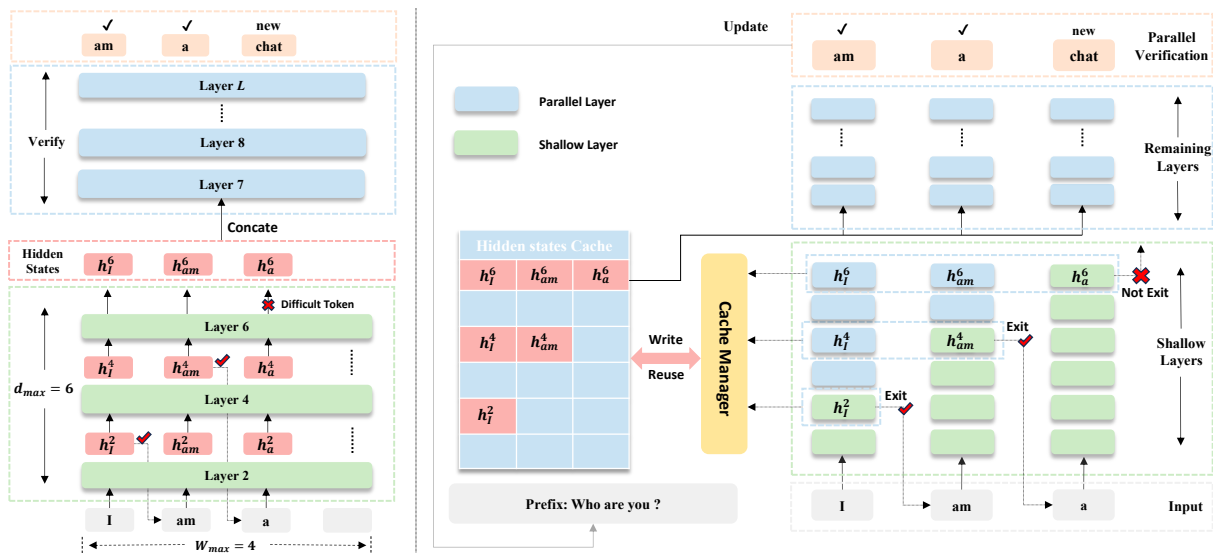 ✓ ✓ new
am a chat
Layer L
Layer 8
Layer 7
Verify
Concate
Hidden
States
h_I^6 h_am^6 h_a^6
Difficult Token
Layer 6
h_I^4 h_am^4 h_a^4
d_max = 6
Layer 4
h_I^2 h_am^2 h_a^2
Layer 2
I am a
W_max = 4
Update
✓ ✓ new
am a chat
Parallel
Verification
Parallel Layer
Shallow Layer
Remaining
Layers
Hidden states Cache
h_I^6 h_am^6 h_a^6
h_I^4 h_am^4
h_I^2
Write
Reuse
Cache Manager
h_I^6 h_am^6 h_a^6
Not Exit
h_I^4 h_am^4
Exit
h_I^2
Exit
Shallow
Layers
Prefix: Who are you ?
I am a
Input